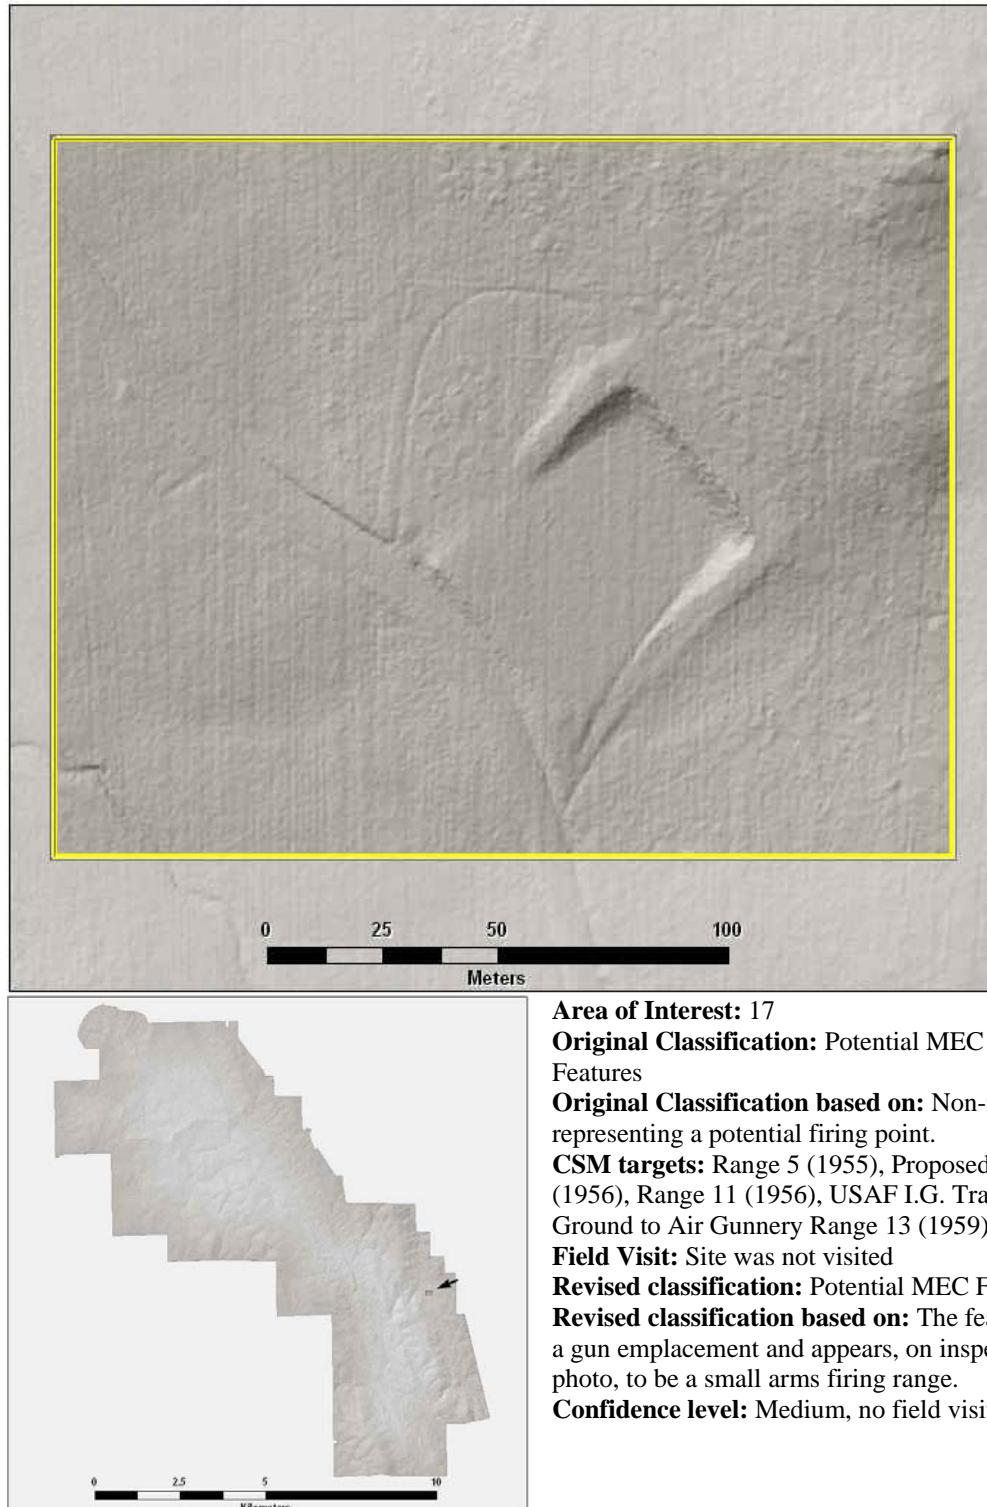 0 25 50 100
Meters
Area of Interest: 17
Original Classification: Potential MEC
Features
Original Classification based on: Non-
representing a potential firing point.
CSM targets: Range 5 (1955), Proposed
(1956), Range 11 (1956), USAF I.G. Tra
Ground to Air Gunnery Range 13 (1959)
Field Visit: Site was not visited
Revised classification: Potential MEC F
Revised classification based on: The fea
a gun emplacement and appears, on inspe
photo, to be a small arms firing range.
Confidence level: Medium, no field visi
0 2.5 5 10
Kilometers